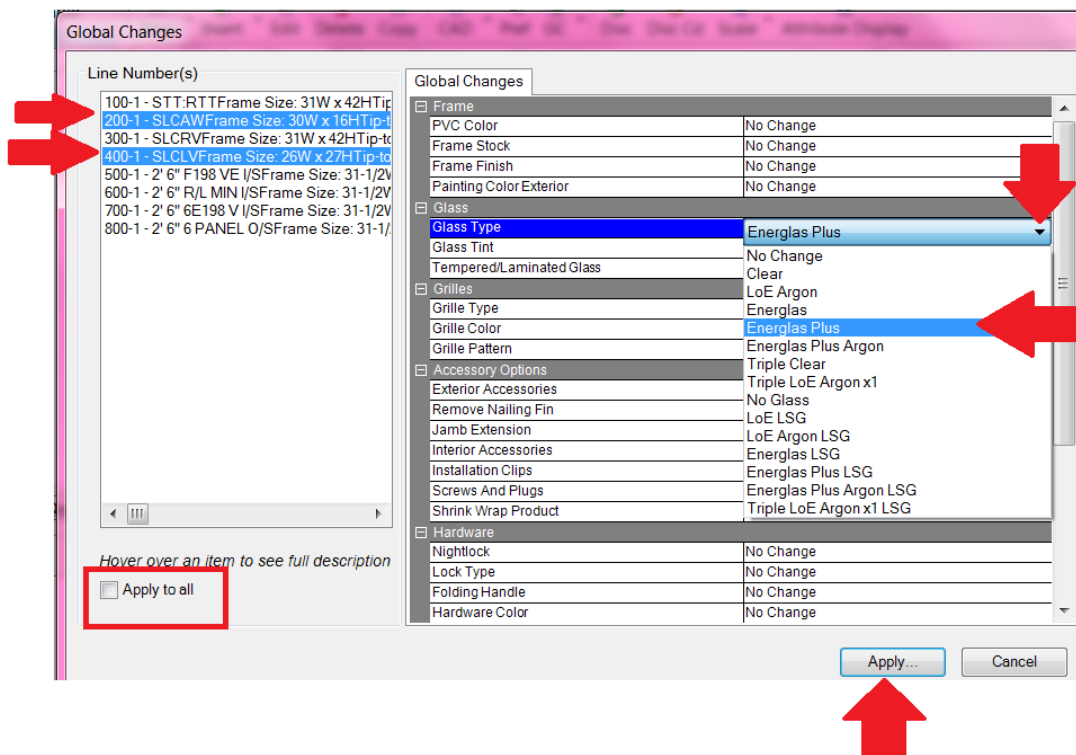 Global Changes
Line Number(s)
100-1 - STT:RTTFrame Size: 31W x 42HTip
200-1 - SLCAWFrame Size: 30W x 16HTip-t
300-1 - SLCRVFrame Size: 31W x 42HTip-to
400-1 - SLCLVFrame Size: 26W x 27HTip-to
500-1 - 2' 6" F198 VE I/SFrame Size: 31-1/2W
600-1 - 2' 6" R/L MIN I/SFrame Size: 31-1/2W
700-1 - 2' 6" 6E198 V I/SFrame Size: 31-1/2W
800-1 - 2' 6" 6 PANEL O/SFrame Size: 31-1/
Hover over an item to see full description
Apply to all
Global Changes
Frame
PVC Color No Change
Frame Stock No Change
Frame Finish No Change
Painting Color Exterior No Change
Glass
Glass Type Energlas Plus
Glass Tint
Tempered/Laminated Glass
Grilles
Grille Type
Grille Color
Grille Pattern
Accessory Options
Exterior Accessories
Remove Nailing Fin
Jamb Extension
Interior Accessories
Installation Clips
Screws And Plugs
Shrink Wrap Product
No Change
Clear
LoE Argon
Energlas
Energlas Plus
Energlas Plus Argon
Triple Clear
Triple LoE Argon x1
No Glass
LoE LSG
LoE Argon LSG
Energlas LSG
Energlas Plus LSG
Energlas Plus Argon LSG
Triple LoE Argon x1 LSG
Hardware
Nightlock No Change
Lock Type No Change
Folding Handle No Change
Hardware Color No Change
Apply... Cancel